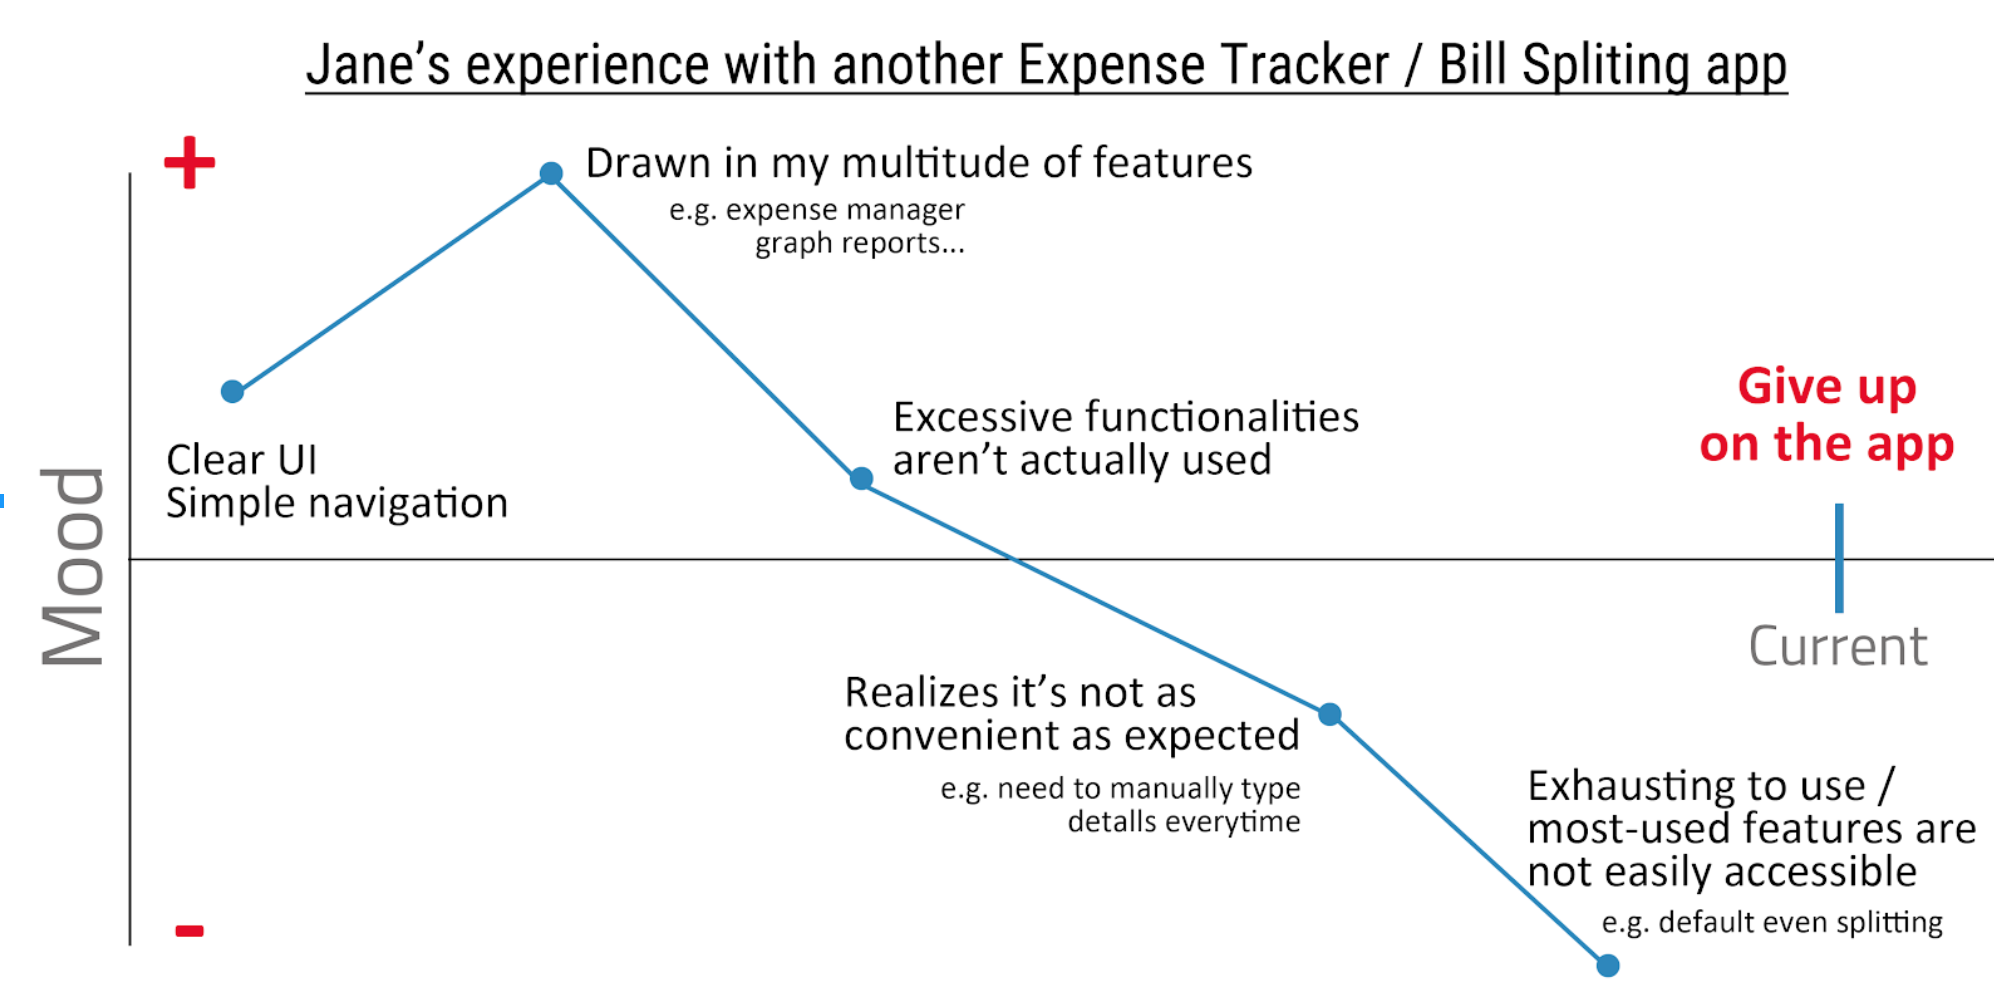 Jane’s experience with another Expense Tracker / Bill Spliting app
+
Drawn in my multitude of features
e.g. expense manager
graph reports...
Clear UI
Simple navigation
Excessive functionalities
aren’t actually used
Give up
on the app
Mood
Current
Realizes it’s not as
convenient as expected
e.g. need to manually type
detalls everytime
Exhausting to use /
most-used features are
not easily accessible
e.g. default even splitting
-